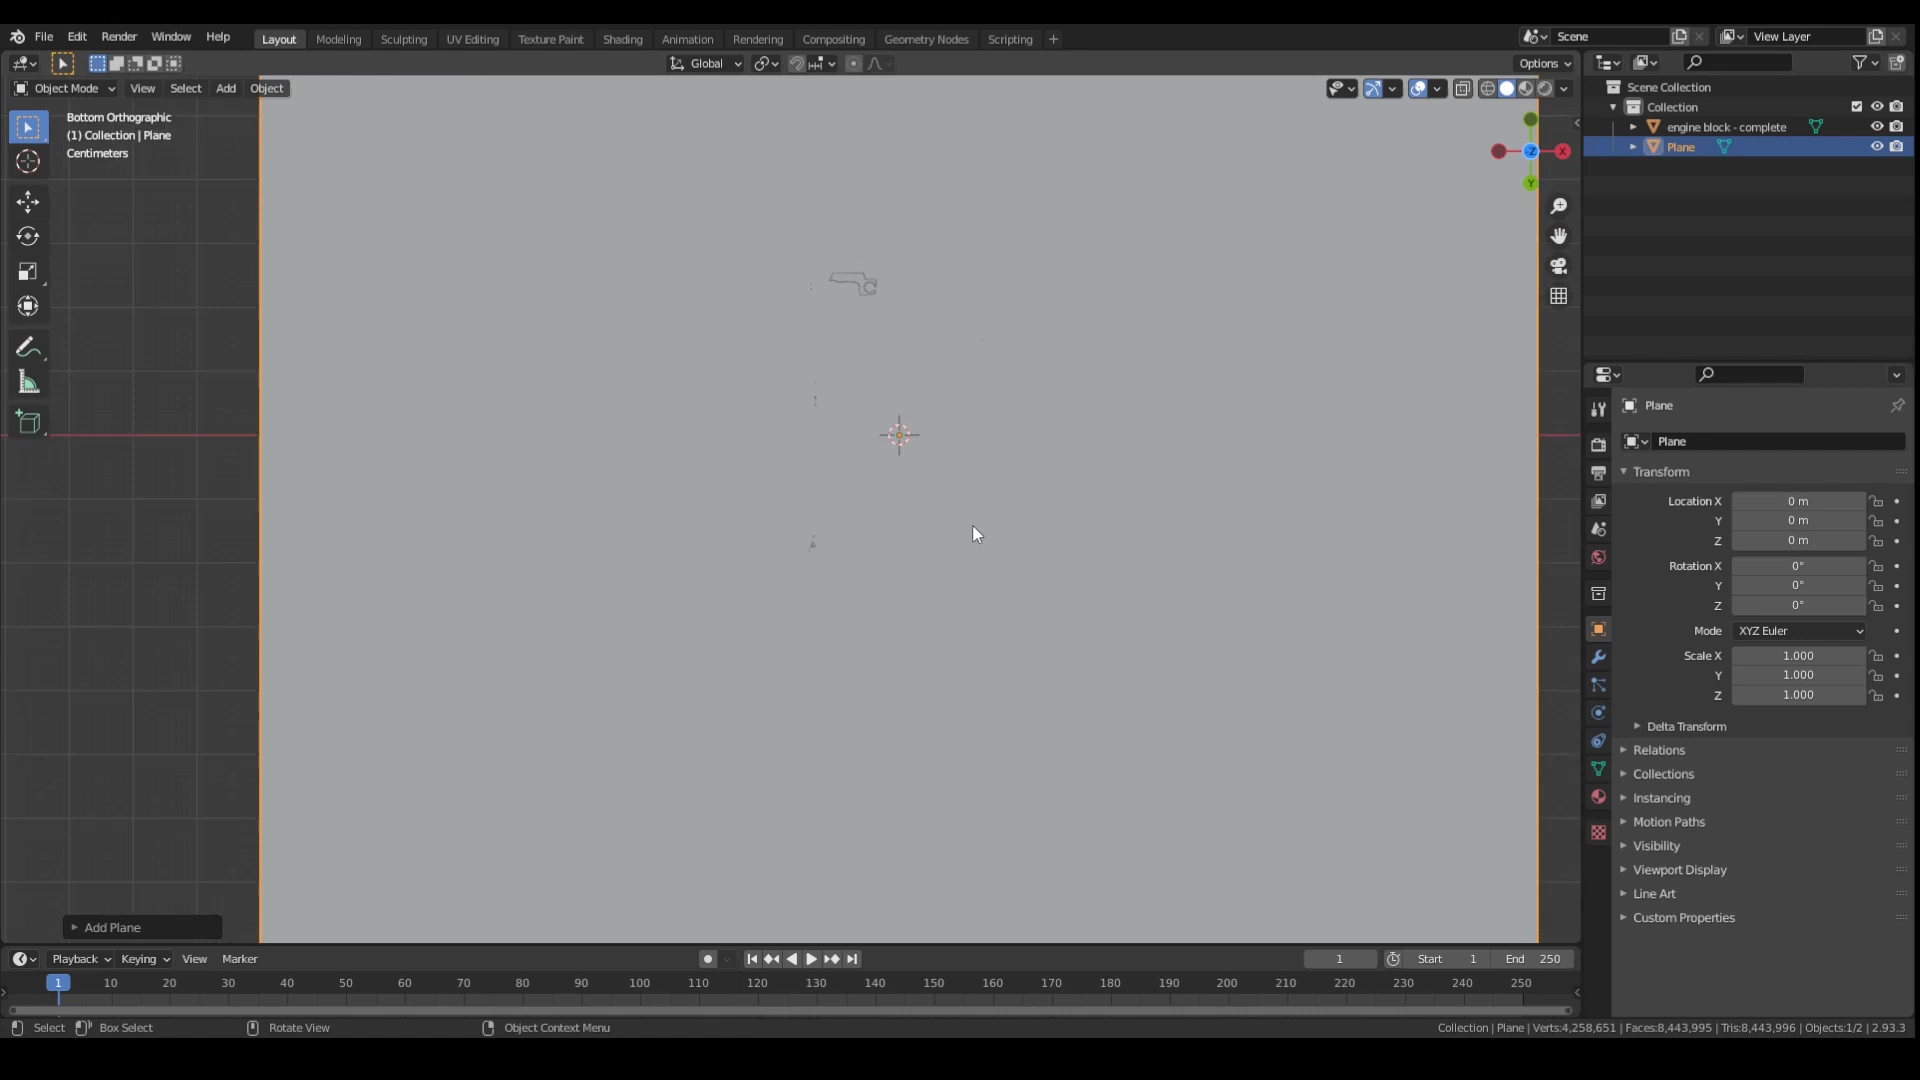 File Edit Render Window Help Layout Modeling Sculpting UV Editing Texture Paint Shading Animation Rendering Compositing Geometry Nodes Scripting + Scene View Layer
Global Options
Object Mode View Select Add Object
Scene Collection
Collection
engine block - complete
Plane
Bottom Orthographic
(1) Collection | Plane
Centimeters
-Z
X
Y
Plane
Plane
Transform
Location X 0 m
Y 0 m
Z 0 m
Rotation X 0°
Y 0°
Z 0°
Mode XYZ Euler
Scale X 1.000
Y 1.000
Z 1.000
Delta Transform
Relations
Collections
Instancing
Motion Paths
Visibility
Viewport Display
Line Art
Custom Properties
Add Plane
Playback Keying View Marker 1 Start 1 End 250
1 10 20 30 40 50 60 70 80 90 100 110 120 130 140 150 160 170 180 190 200 210 220 230 240 250
Select Box Select Rotate View Object Context Menu Collection | Plane | Verts:4,258,651 | Faces:8,443,995 | Tris:8,443,996 | Objects:1/2 | 2.93.3